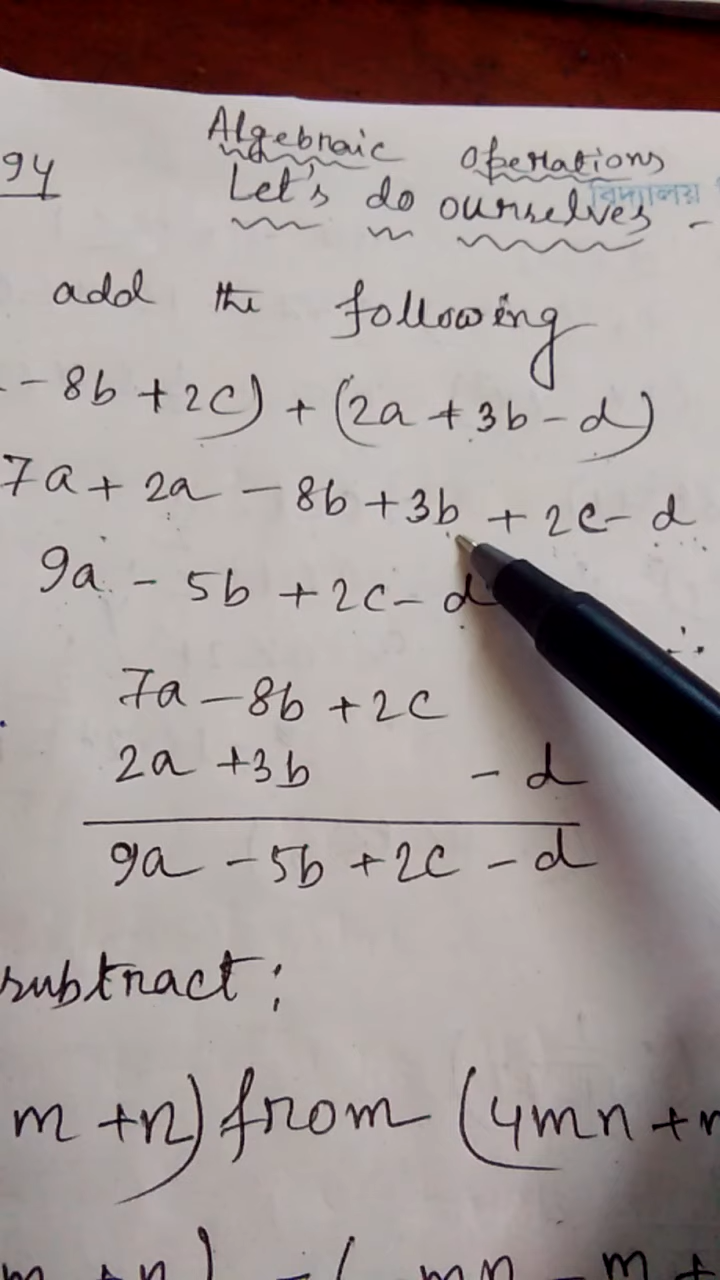 94
Algebraic Operations
বিদ্যালয়
Let's do ourselves -
add the following
- 8b + 2c) + (2a + 3b - d)
7a + 2a - 8b + 3b + 2c - d
9a - 5b + 2c - d
7a - 8b + 2c
2a + 3b - d
9a - 5b + 2c - d
subtract :
m + n) from (4mn + m